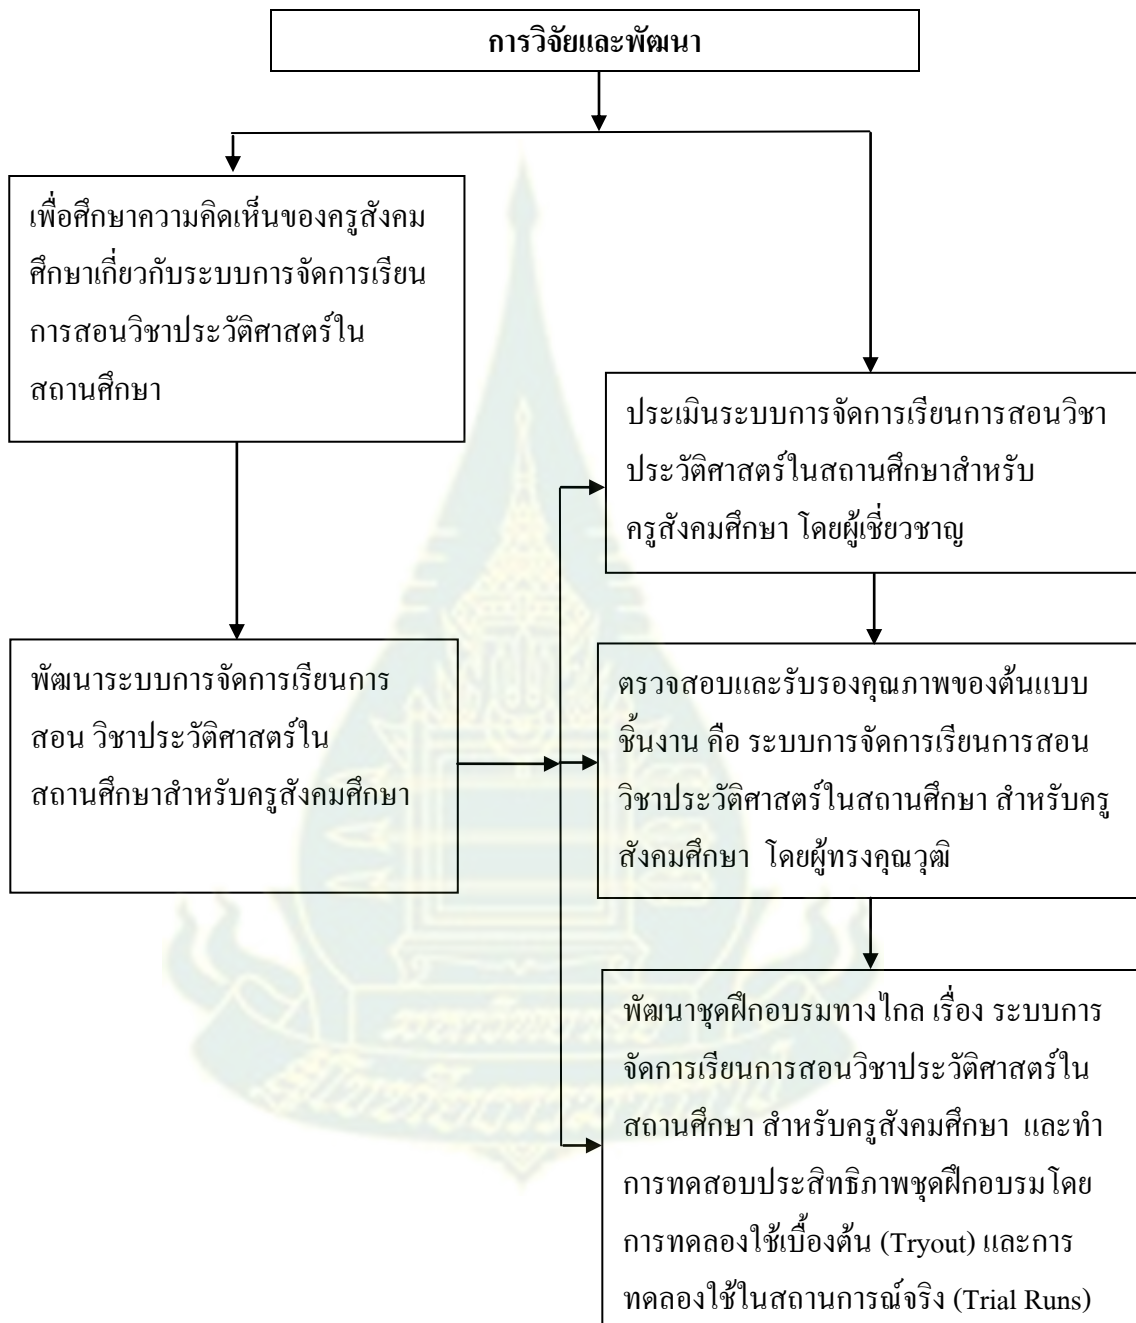 การวิจัยและพัฒนา
เพื่อศึกษาความคิดเห็นของครูสังคม
ศึกษาเกี่ยวกับระบบการจัดการเรียน
การสอนวิชาประวัติศาสตร์ใน
สถานศึกษา
ประเมินระบบการจัดการเรียนการสอนวิชา
ประวัติศาสตร์ในสถานศึกษาสำหรับ
ครูสังคมศึกษา โดยผู้เชี่ยวชาญ
พัฒนาระบบการจัดการเรียนการ
สอน วิชาประวัติศาสตร์ใน
สถานศึกษาสำหรับครูสังคมศึกษา
ตรวจสอบและรับรองคุณภาพของต้นแบบ
ชิ้นงาน คือ ระบบการจัดการเรียนการสอน
วิชาประวัติศาสตร์ในสถานศึกษา สำหรับครู
สังคมศึกษา โดยผู้ทรงคุณวุฒิ
พัฒนาชุดฝึกอบรมทางไกล เรื่อง ระบบการ
จัดการเรียนการสอนวิชาประวัติศาสตร์ใน
สถานศึกษา สำหรับครูสังคมศึกษา และทำ
การทดสอบประสิทธิภาพชุดฝึกอบรมโดย
การทดลองใช้เบื้องต้น (Tryout) และการ
ทดลองใช้ในสถานการณ์จริง (Trial Runs)